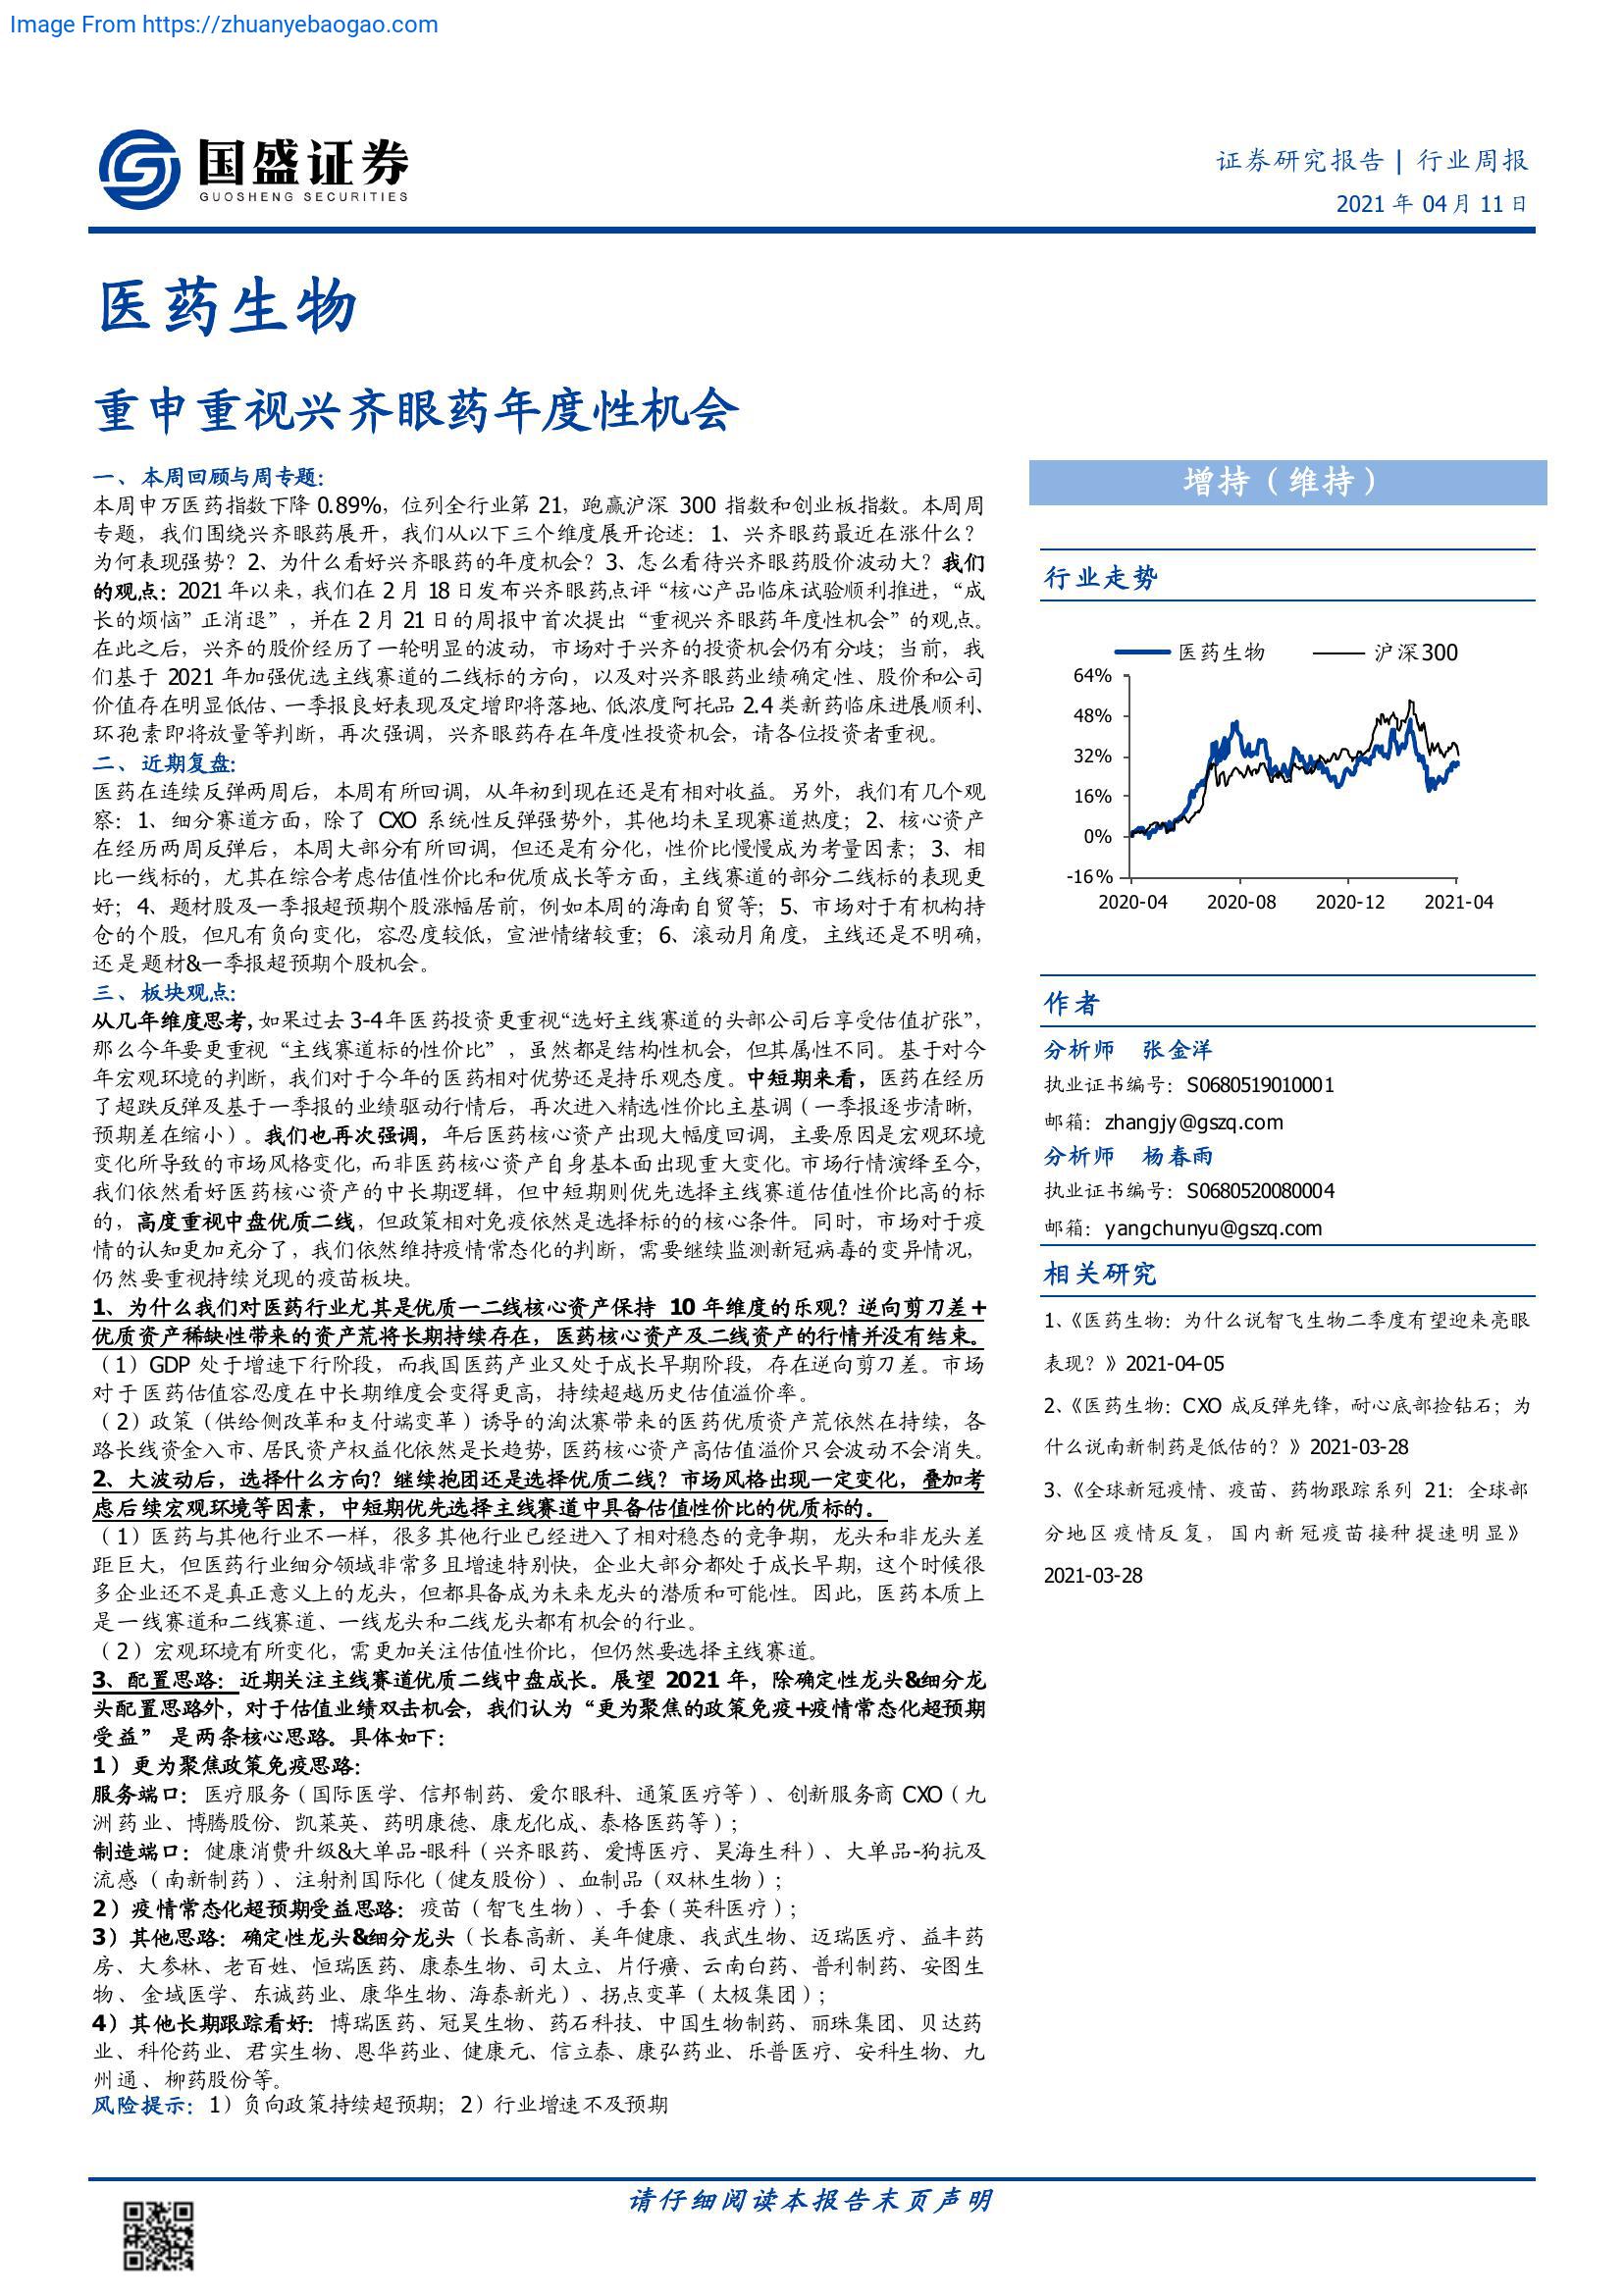 Image From https://zhuanyebaogao.com
国盛证券
GUOSHENG SECURITIES
证券研究报告 | 行业周报
2021 年 04月 11 日
医药生物
重申重视兴齐眼药年度性机会
一、本周回顾与周专题：
本周申万医药指数下降 0.89%，位列全行业第 21，跑赢沪深 300 指数和创业板指数。本周周
专题，我们围绕兴齐眼药展开，我们从以下三个维度展开论述：1、兴齐眼药最近在涨什么？
为何表现强势？2、为什么看好兴齐眼药的年度机会？3、怎么看待兴齐眼药股价波动大？我们
的观点：2021 年以来，我们在 2 月 18 日发布兴齐眼药点评“核心产品临床试验顺利推进，“成
长的烦恼”正消退”，并在 2 月 21 日的周报中首次提出“重视兴齐眼药年度性机会”的观点。
在此之后，兴齐的股价经历了一轮明显的波动，市场对于兴齐的投资机会仍有分歧；当前，我
们基于 2021 年加强优选主线赛道的二线标的方向，以及对兴齐眼药业绩确定性、股价和公司
价值存在明显低估、一季报良好表现及定增即将落地、低浓度阿托品 2.4 类新药临床进展顺利、
环孢素即将放量等判断，再次强调，兴齐眼药存在年度性投资机会，请各位投资者重视。
二、近期复盘：
医药在连续反弹两周后，本周有所回调，从年初到现在还是有相对收益。另外，我们有几个观
察：1、细分赛道方面，除了 CXO 系统性反弹强势外，其他均未呈现赛道热度；2、核心资产
在经历两周反弹后，本周大部分有所回调，但还是有分化，性价比慢慢成为考量因素；3、相
比一线标的，尤其在综合考虑估值性价比和优质成长等方面，主线赛道的部分二线标的表现更
好；4、题材股及一季报超预期个股涨幅居前，例如本周的海南自贸等；5、市场对于有机构持
仓的个股，但凡有负向变化，容忍度较低，宣泄情绪较重；6、滚动月角度，主线还是不明确，
还是题材&一季报超预期个股机会。
三、板块观点：
从几年维度思考，如果过去 3-4年医药投资更重视“选好主线赛道的头部公司后享受估值扩张”，
那么今年要更重视“主线赛道标的性价比”，虽然都是结构性机会，但其属性不同。基于对今
年宏观环境的判断，我们对于今年的医药相对优势还是持乐观态度。中短期来看，医药在经历
了超跌反弹及基于一季报的业绩驱动行情后，再次进入精选性价比主基调（一季报逐步清晰，
预期差在缩小）。我们也再次强调，年后医药核心资产出现大幅度回调，主要原因是宏观环境
变化所导致的市场风格变化，而非医药核心资产自身基本面出现重大变化。市场行情演绎至今，
我们依然看好医药核心资产的中长期逻辑，但中短期则优先选择主线赛道估值性价比高的标
的，高度重视中盘优质二线，但政策相对免疫依然是选择标的的核心条件。同时，市场对于疫
情的认知更加充分了，我们依然维持疫情常态化的判断，需要继续监测新冠病毒的变异情况，
仍然要重视持续兑现的疫苗板块。
1、为什么我们对医药行业尤其是优质一二线核心资产保持 10 年维度的乐观？逆向剪刀差+
优质资产稀缺性带来的资产荒将长期持续存在，医药核心资产及二线资产的行情并没有结束。
（1）GDP 处于增速下行阶段，而我国医药产业又处于成长早期阶段，存在逆向剪刀差。市场
对于医药估值容忍度在中长期维度会变得更高，持续超越历史估值溢价率。
（2）政策（供给侧改革和支付端变革）诱导的淘汰赛带来的医药优质资产荒依然在持续，各
路长线资金入市、居民资产权益化依然是长趋势，医药核心资产高估值溢价只会波动不会消失。
2、大波动后，选择什么方向？继续抱团还是选择优质二线？市场风格出现一定变化，叠加考
虑后续宏观环境等因素，中短期优先选择主线赛道中具备估值性价比的优质标的。
（1）医药与其他行业不一样，很多其他行业已经进入了相对稳态的竞争期，龙头和非龙头差
距巨大，但医药行业细分领域非常多且增速特别快，企业大部分都处于成长早期，这个时候很
多企业还不是真正意义上的龙头，但都具备成为未来龙头的潜质和可能性。因此，医药本质上
是一线赛道和二线赛道、一线龙头和二线龙头都有机会的行业。
（2）宏观环境有所变化，需更加关注估值性价比，但仍然要选择主线赛道。
3、配置思路：近期关注主线赛道优质二线中盘成长。展望 2021 年，除确定性龙头&细分龙
头配置思路外，对于估值业绩双击机会，我们认为“更为聚焦的政策免疫+疫情常态化超预期
受益” 是两条核心思路。具体如下：
1）更为聚焦政策免疫思路：
服务端口：医疗服务（国际医学、信邦制药、爱尔眼科、通策医疗等）、创新服务商 CXO（九
洲药业、博腾股份、凯莱英、药明康德、康龙化成、泰格医药等）；
制造端口：健康消费升级&大单品-眼科（兴齐眼药、爱博医疗、昊海生科）、大单品-狗抗及
流感（南新制药）、注射剂国际化（健友股份）、血制品（双林生物）；
2）疫情常态化超预期受益思路：疫苗（智飞生物）、手套（英科医疗）；
3）其他思路：确定性龙头&细分龙头（长春高新、美年健康、我武生物、迈瑞医疗、益丰药
房、大参林、老百姓、恒瑞医药、康泰生物、司太立、片仔癀、云南白药、普利制药、安图生
物、金域医学、东诚药业、康华生物、海泰新光）、拐点变革（太极集团）；
4）其他长期跟踪看好：博瑞医药、冠昊生物、药石科技、中国生物制药、丽珠集团、贝达药
业、科伦药业、君实生物、恩华药业、健康元、信立泰、康弘药业、乐普医疗、安科生物、九
州通、柳药股份等。
风险提示：1）负向政策持续超预期；2）行业增速不及预期
增持（维持）
行业走势
医药生物 沪深300
64%
48%
32%
16%
0%
-16%
2020-04 2020-08 2020-12 2021-04
作者
分析师 张金洋
执业证书编号：S0680519010001
邮箱：zhangjy@gszq.com
分析师 杨春雨
执业证书编号：S0680520080004
邮箱：yangchunyu@gszq.com
相关研究
1、《医药生物：为什么说智飞生物二季度有望迎来亮眼
表现？》2021-04-05
2、《医药生物：CXO 成反弹先锋，耐心底部捡钻石；为
什么说南新制药是低估的？》2021-03-28
3、《全球新冠疫情、疫苗、药物跟踪系列 21：全球部
分地区疫情反复，国内新冠疫苗接种提速明显》
2021-03-28
请仔细阅读本报告末页声明